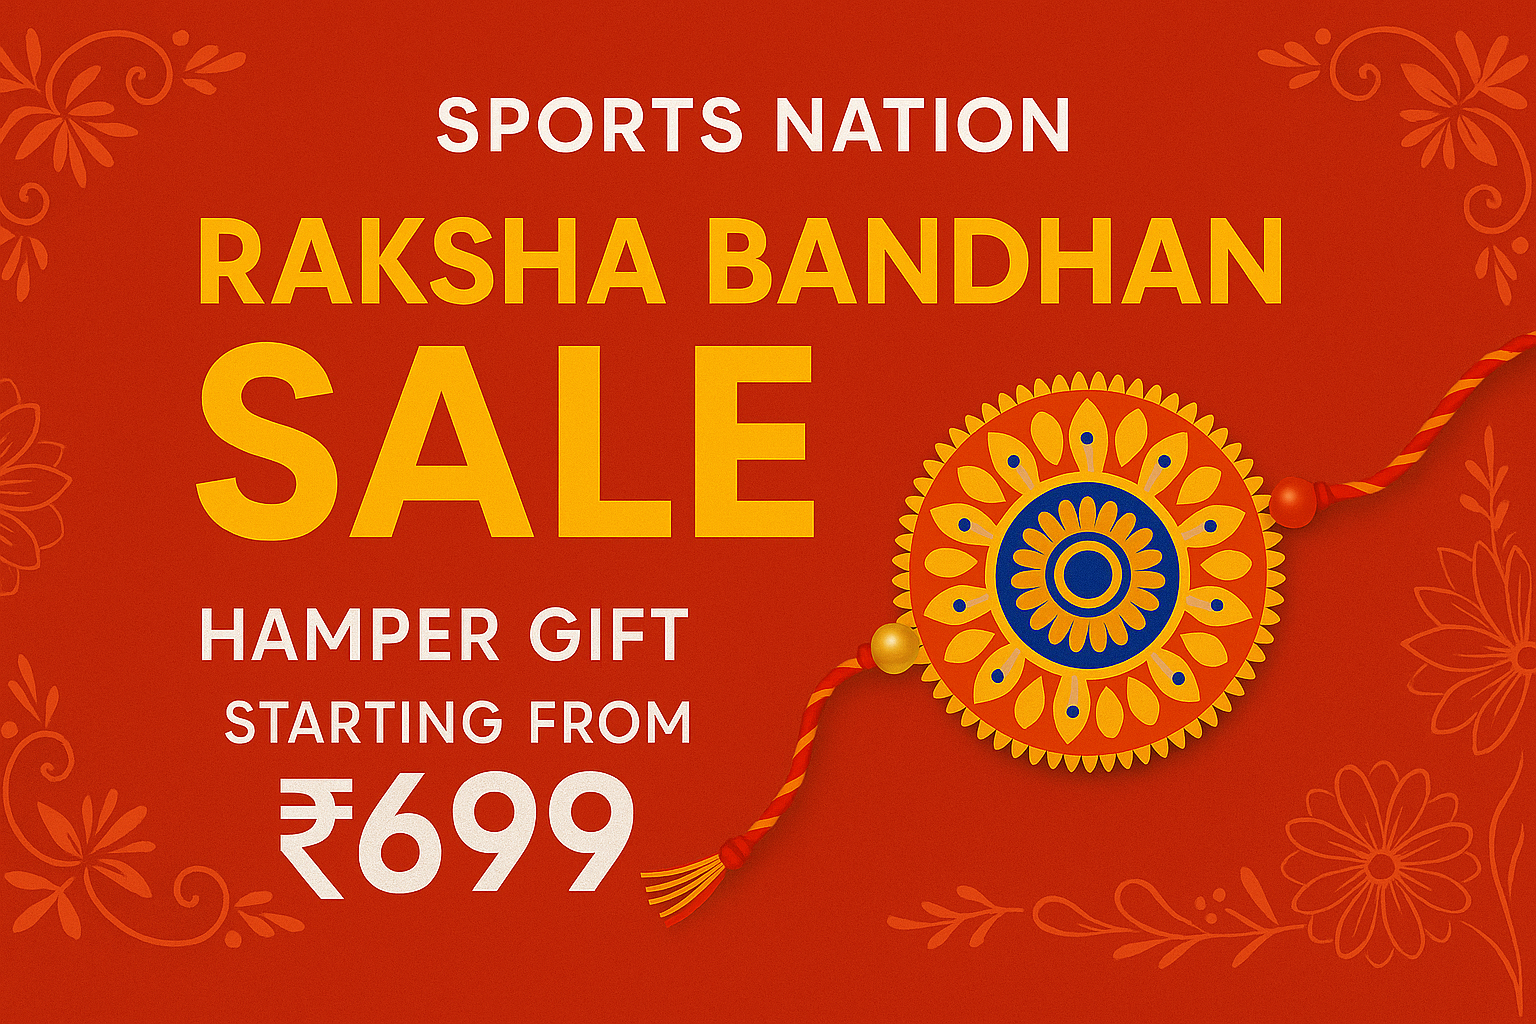 SPORTS NATION
RAKSHA BANDHAN
SALE
HAMPER GIFT
STARTING FROM
₹699